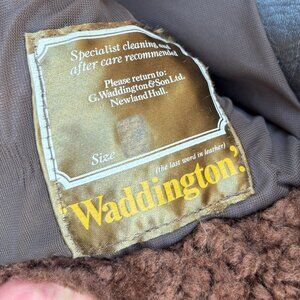 Specialist cleaning and
after care recommended
Please return to:
G.Waddington&Son Ltd.
Newland Hull.
Size
(the last word in leather)
'Waddington'.